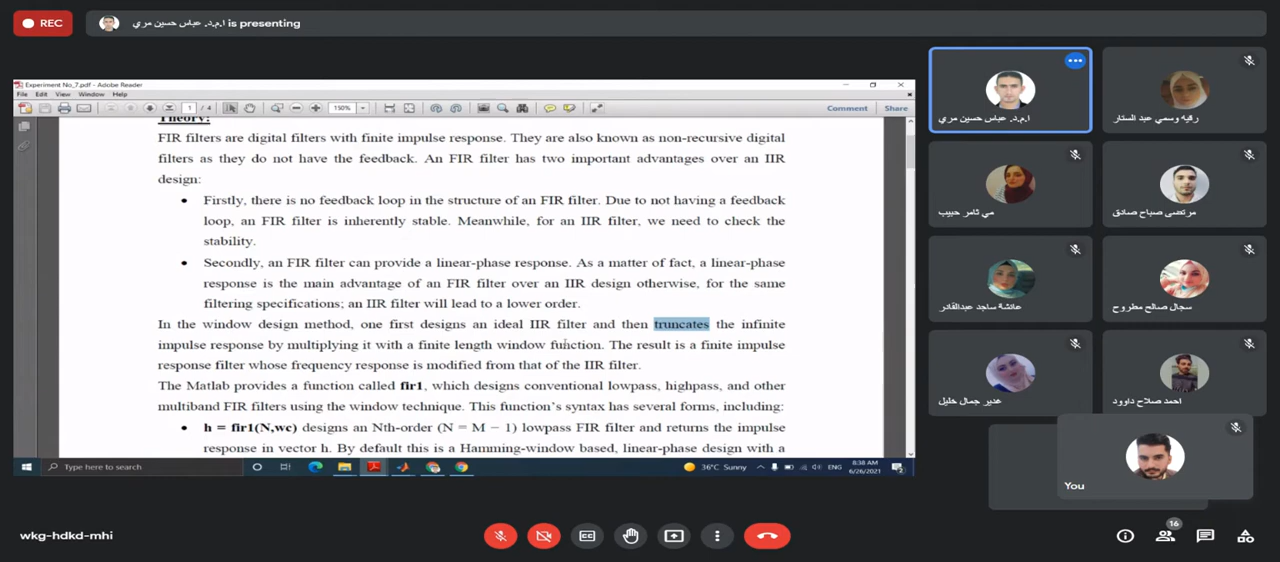 REC
ا.م.د. عباس حسين مري is presenting
Experiment No_7.pdf - Adobe Reader
File Edit View Window Help
1 / 4 150% Comment Share
Theory:
FIR filters are digital filters with finite impulse response. They are also known as non-recursive digital
filters as they do not have the feedback. An FIR filter has two important advantages over an IIR
design:
• Firstly, there is no feedback loop in the structure of an FIR filter. Due to not having a feedback
loop, an FIR filter is inherently stable. Meanwhile, for an IIR filter, we need to check the
stability.
• Secondly, an FIR filter can provide a linear-phase response. As a matter of fact, a linear-phase
response is the main advantage of an FIR filter over an IIR design otherwise, for the same
filtering specifications; an IIR filter will lead to a lower order.
In the window design method, one first designs an ideal IIR filter and then truncates the infinite
impulse response by multiplying it with a finite length window function. The result is a finite impulse
response filter whose frequency response is modified from that of the IIR filter.
The Matlab provides a function called fir1, which designs conventional lowpass, highpass, and other
multiband FIR filters using the window technique. This function's syntax has several forms, including:
• h = fir1(N,wc) designs an Nth-order (N = M − 1) lowpass FIR filter and returns the impulse
response in vector h. By default this is a Hamming-window based, linear-phase design with a
Type here to search
36°C Sunny
ENG
8:38 AM
6/26/2021
ا.م.د. عباس حسين مري
رقيه وسمي عبد الستار
مي ثامر حبيب
مرتضى صباح صادق
عائشة ساجد عبدالقادر
سجال صالح مطروح
غدير جمال خليل
احمد صلاح داوود
You
wkg-hdkd-mhi
16